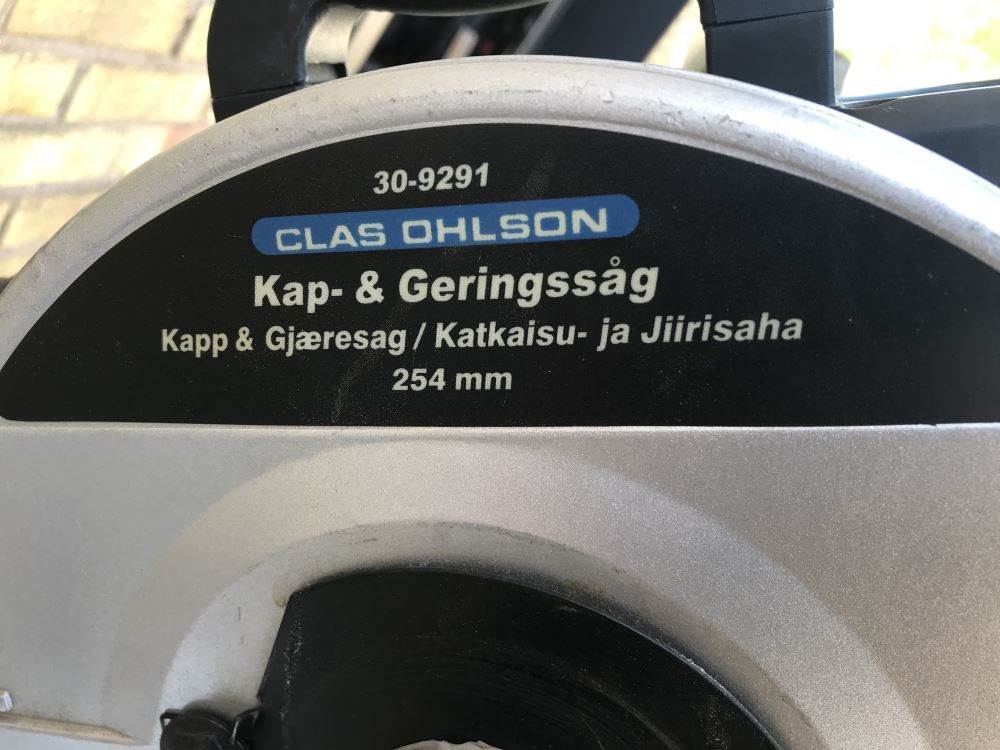 30-9291
CLAS OHLSON
Kap- & Geringssåg
Kapp & Gjæresag / Katkaisu- ja Jiirisaha
254 mm